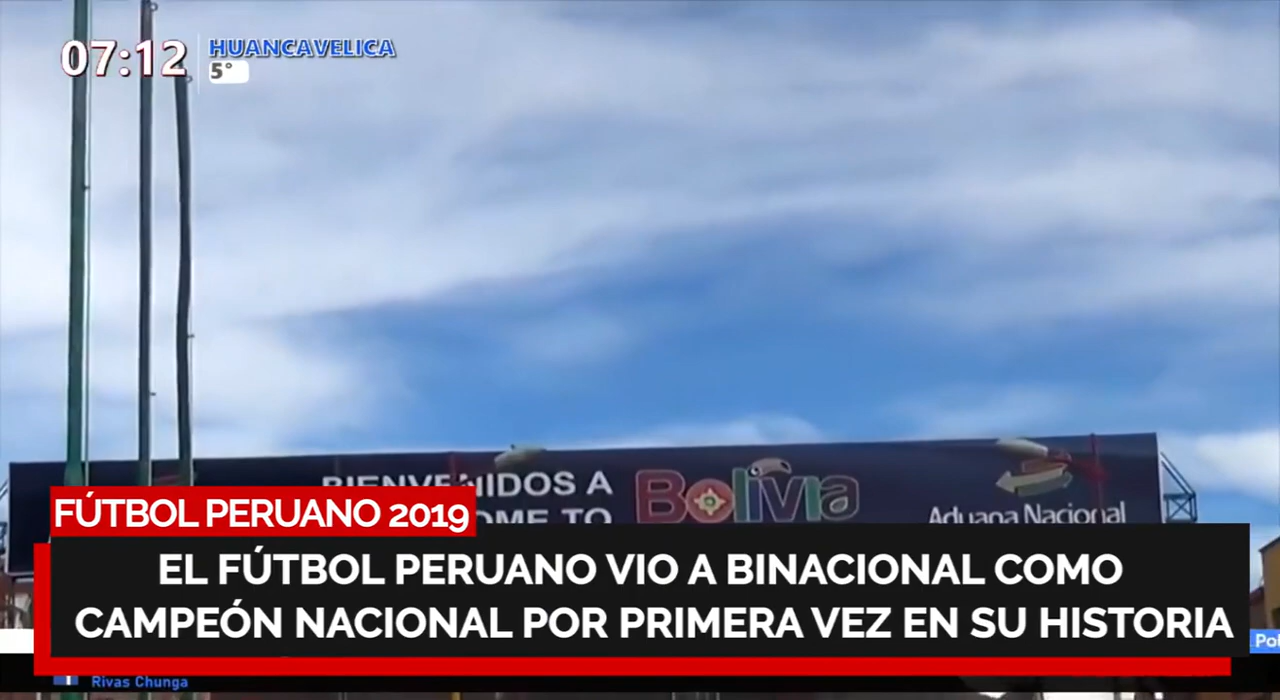 07:12
HUANCAVELICA
5°
BIENVENIDOS A
Bolivia
Aduana Nacional
FÚTBOL PERUANO 2019
EL FÚTBOL PERUANO VIO A BINACIONAL COMO
CAMPEÓN NACIONAL POR PRIMERA VEZ EN SU HISTORIA
Rivas Chunga